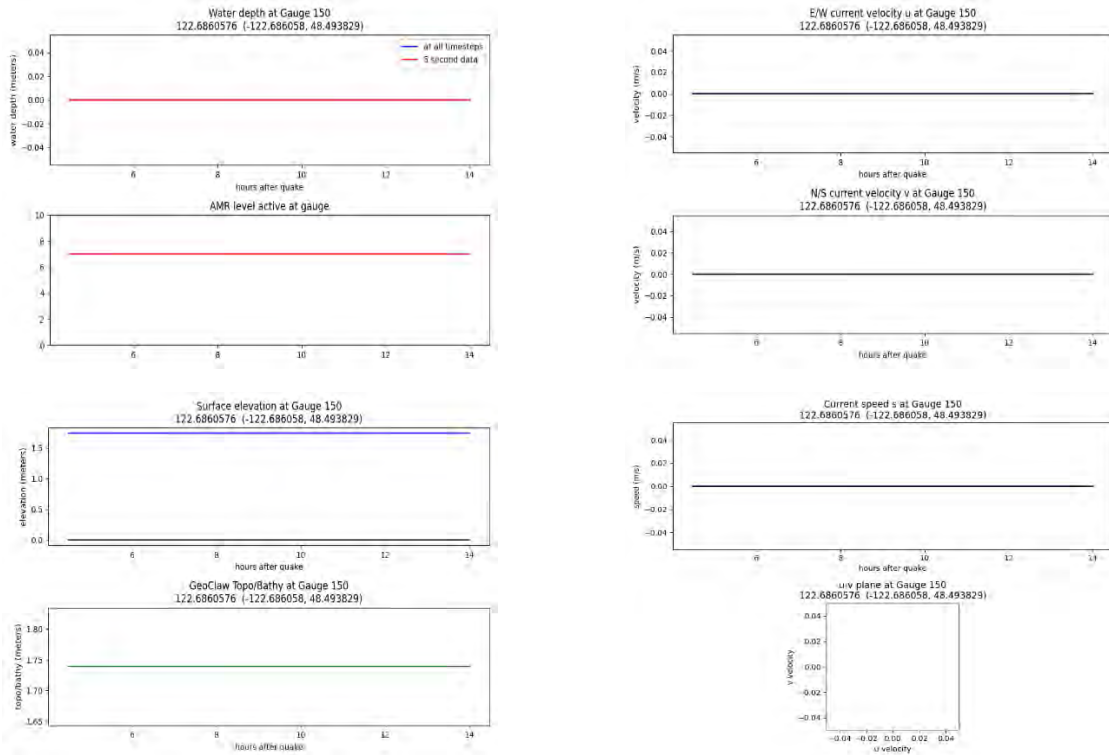 Water depth at Gauge 150
122.6860576 (-122.686058, 48.493829)
at all timesteps
5 second data
0.04
0.02
0.00
−0.02
−0.04
water depth (meters)
6
8
10
12
14
hours after quake
AMR level active at gauge
10
8
6
4
2
0
6
8
10
12
14
Surface elevation at Gauge 150
122.6860576 (-122.686058, 48.493829)
1.5
1.0
0.5
0.0
elevation (meters)
6
8
10
12
14
hours after quake
GeoClaw Topo/Bathy at Gauge 150
122.6860576 (-122.686058, 48.493829)
1.80
1.75
1.70
1.65
topo/bathy (meters)
6
8
10
12
14
hours after quake
E/W current velocity u at Gauge 150
122.6860576 (-122.686058, 48.493829)
0.04
0.02
0.00
−0.02
−0.04
velocity (m/s)
6
8
10
12
14
hours after quake
N/S current velocity v at Gauge 150
122.6860576 (-122.686058, 48.493829)
0.04
0.02
0.00
−0.02
−0.04
velocity (m/s)
6
8
10
12
14
hours after quake
Current speed s at Gauge 150
122.6860576 (-122.686058, 48.493829)
0.04
0.02
0.00
−0.02
−0.04
speed (m/s)
6
8
10
12
14
hours after quake
u-v plane at Gauge 150
122.6860576 (-122.686058, 48.493829)
0.04
0.02
0.00
−0.02
−0.04
v velocity
−0.04
−0.02
0.00
0.02
0.04
u velocity